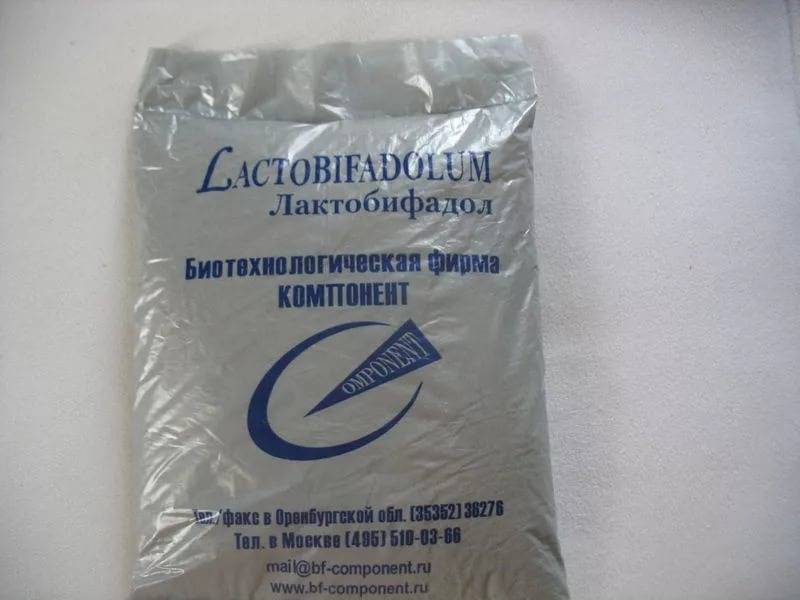 LACTOBIFADOLUM
Лактобифадол
Биотехнологическая фирма
КОМПОНЕНТ
COMPONENT
Тел./факс в Оренбургской обл. (35352) 36276
Тел. в Москве (495) 510-03-66
mail@bf-component.ru
www.bf-component.ru